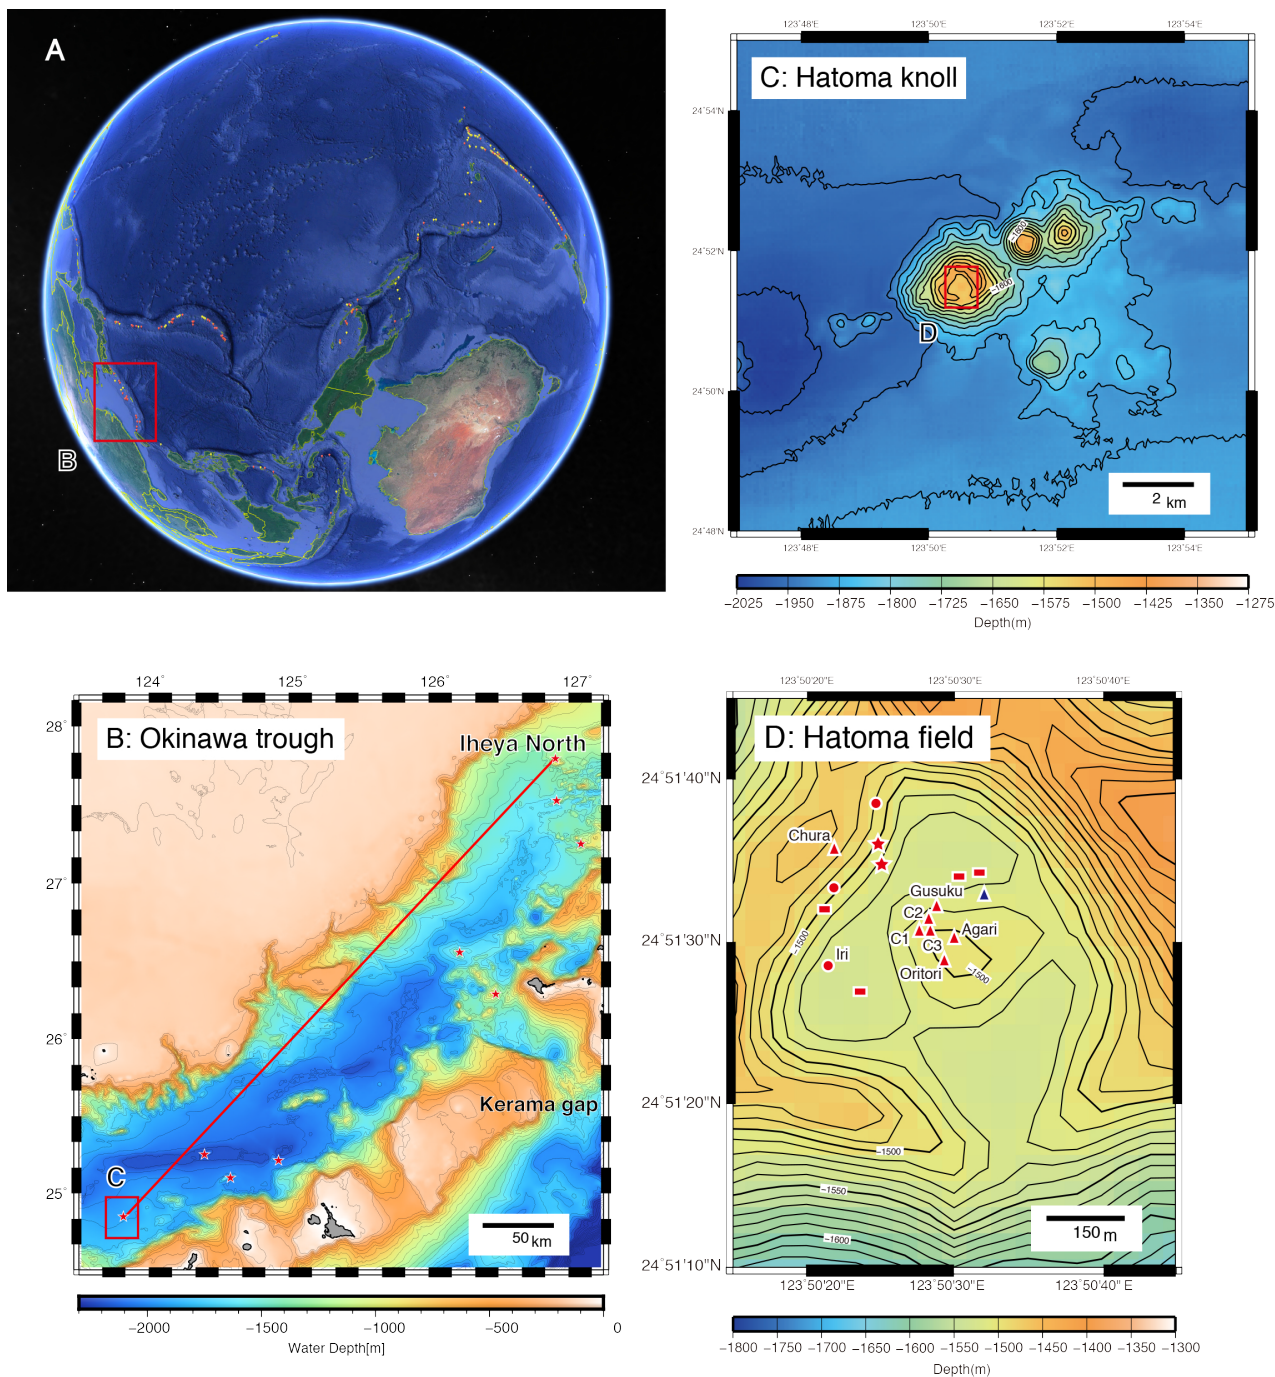 A
B
C: Hatoma knoll
123°48'E 123°50'E 123°52'E 123°54'E
24°54'N
24°52'N
24°50'N
24°48'N
-1600
-1600
D
2 km
123°48'E 123°50'E 123°52'E 123°54'E
-2025 -1950 -1875 -1800 -1725 -1650 -1575 -1500 -1425 -1350 -1275
Depth(m)
124° 125° 126° 127°
28°
27°
26°
25°
B: Okinawa trough
Iheya North
Kerama gap
C
50 km
-2000 -1500 -1000 -500 0
Water Depth[m]
123°50'20"E 123°50'30"E 123°50'40"E
24°51'40"N
24°51'30"N
24°51'20"N
24°51'10"N
D: Hatoma field
Chura
Gusuku
C2
Agari
C1
C3
Iri
Oritori
-1500
-1500
-1500
-1550
-1600
150 m
123°50'20"E 123°50'30"E 123°50'40"E
-1800 -1750 -1700 -1650 -1600 -1550 -1500 -1450 -1400 -1350 -1300
Depth(m)